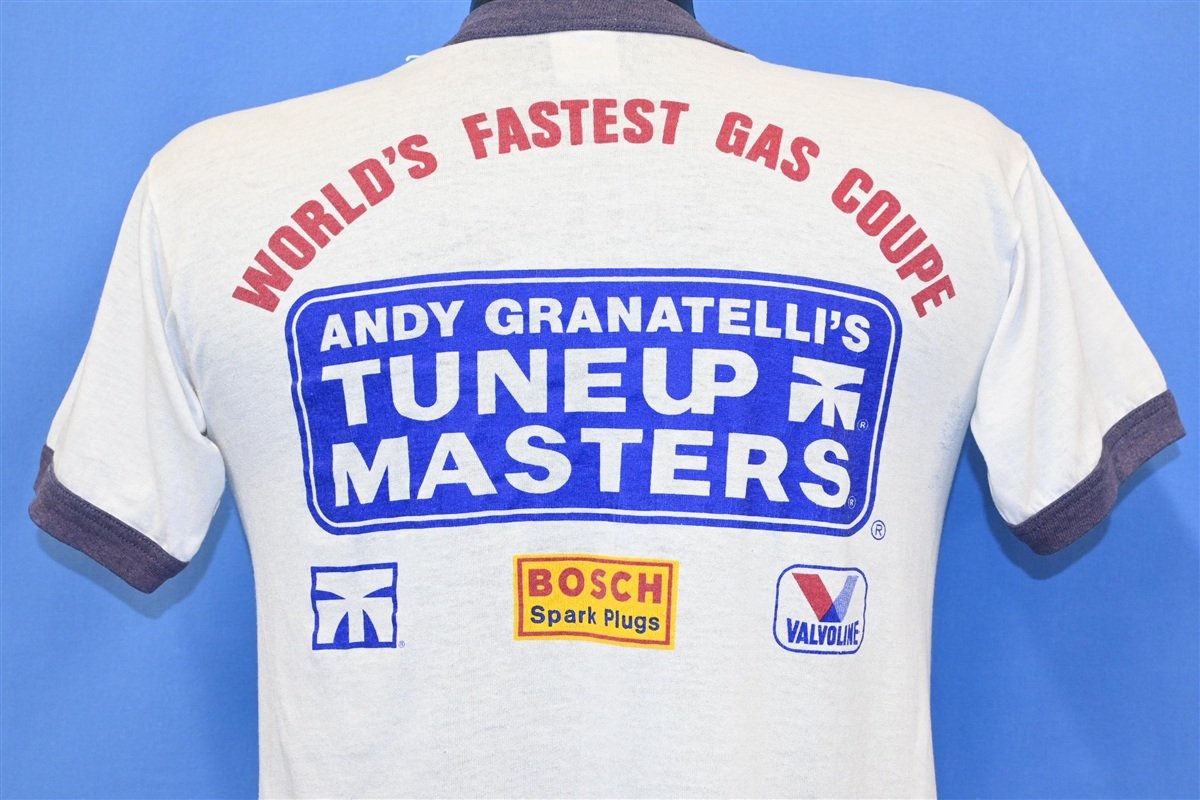 WORLD'S FASTEST GAS COUPE
ANDY GRANATELLI'S
TUNEUP
MASTERS
®
®
®
®
BOSCH
Spark Plugs
VALVOLINE